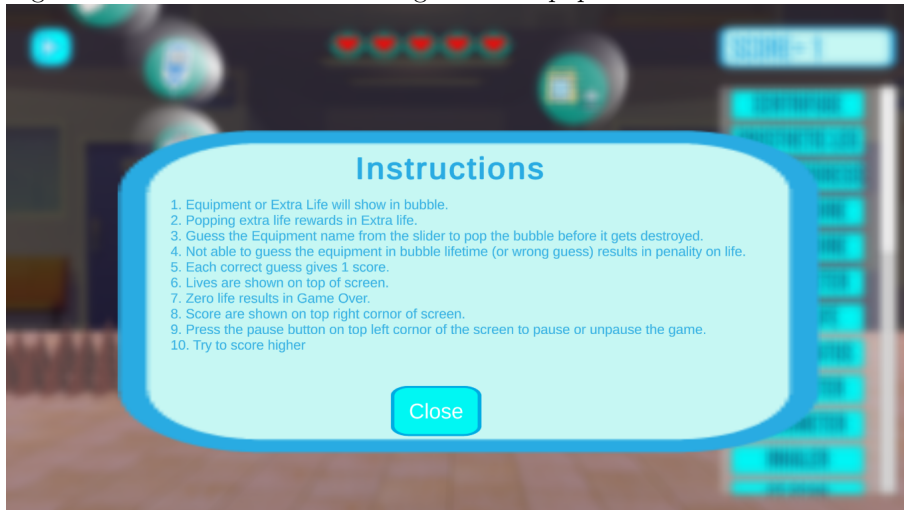 SCORE- 1
Instructions
1. Equipment or Extra Life will show in bubble.
2. Popping extra life rewards in Extra life.
3. Guess the Equipment name from the slider to pop the bubble before it gets destroyed.
4. Not able to guess the equipment in bubble lifetime (or wrong guess) results in penality on life.
5. Each correct guess gives 1 score.
6. Lives are shown on top of screen.
7. Zero life results in Game Over.
8. Score are shown on top right cornor of screen.
9. Press the pause button on top left cornor of the screen to pause or unpause the game.
10. Try to score higher
Close
INHALER